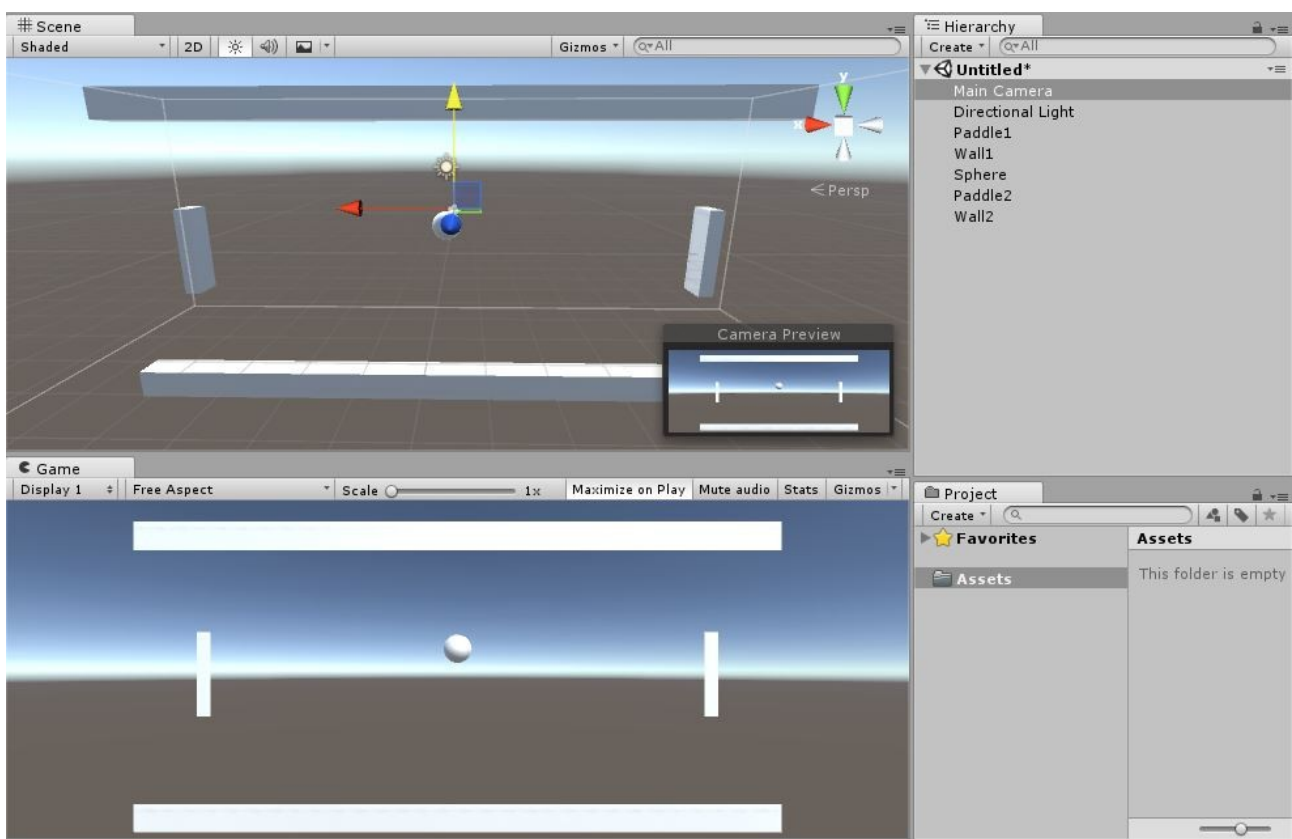 Scene
Shaded 2D Gizmos All
y
x
Persp
Camera Preview
Game
Display 1 Free Aspect Scale 1x Maximize on Play Mute audio Stats Gizmos
Hierarchy
Create All
Untitled*
Main Camera
Directional Light
Paddle1
Wall1
Sphere
Paddle2
Wall2
Project
Create
Favorites
Assets
Assets
This folder is empty